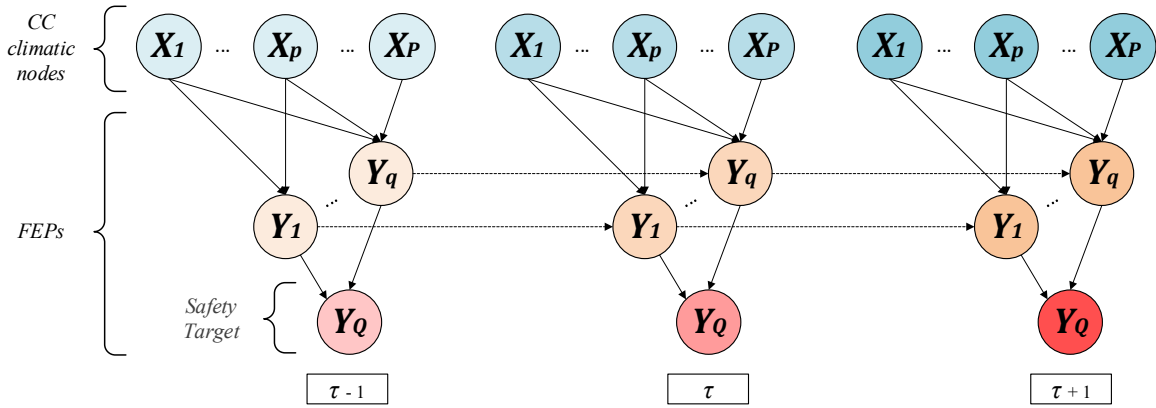 CC
climatic
nodes
X1 ... Xp ... XP X1 ... Xp ... XP X1 ... Xp ... XP
Yq Yq Yq
... ... ...
FEPs
Y1 Y1 Y1
Safety
Target
YQ YQ YQ
τ - 1 τ τ + 1